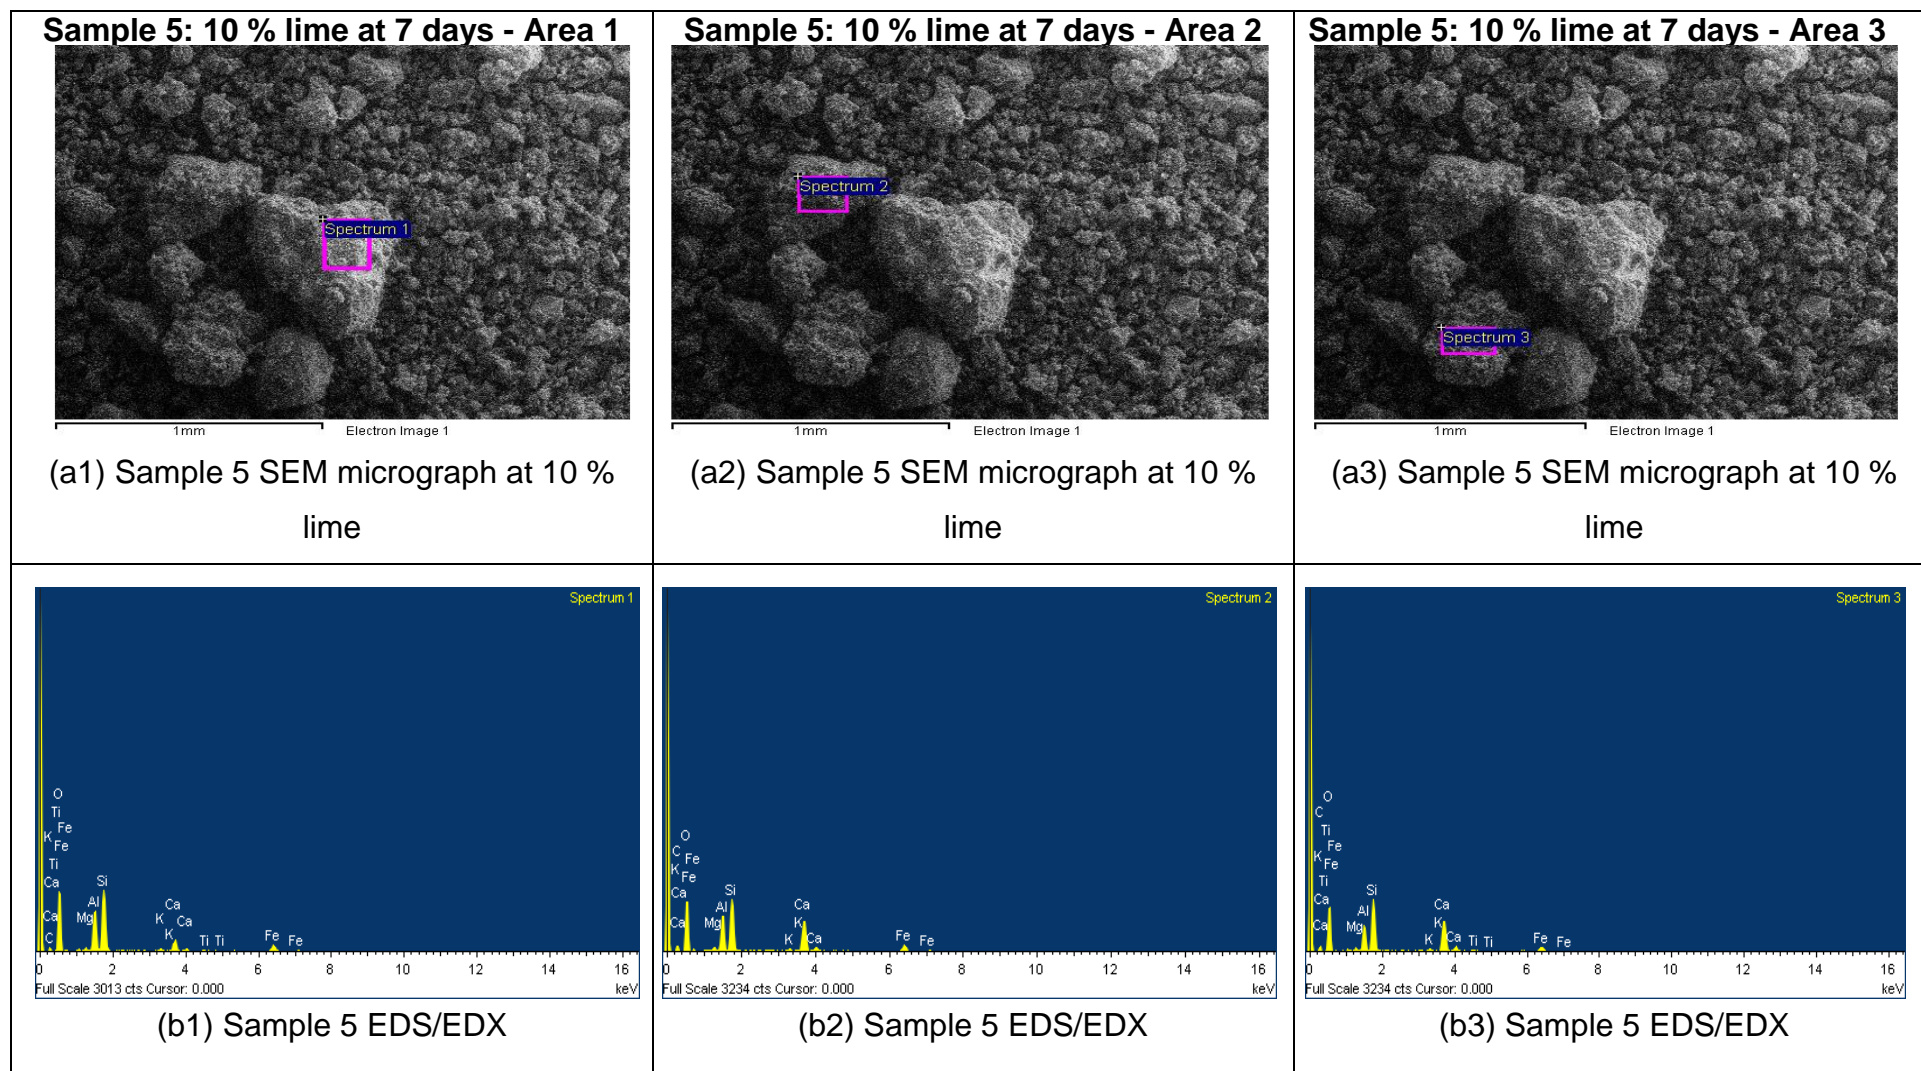 Sample 5: 10 % lime at 7 days - Area 1
Spectrum 1
1mm
Electron Image 1
(a1) Sample 5 SEM micrograph at 10 %
lime
Sample 5: 10 % lime at 7 days - Area 2
Spectrum 2
1mm
Electron Image 1
(a2) Sample 5 SEM micrograph at 10 %
lime
Sample 5: 10 % lime at 7 days - Area 3
Spectrum 3
1mm
Electron Image 1
(a3) Sample 5 SEM micrograph at 10 %
lime
Spectrum 1
O
Ti
K Fe
Fe
Ti
Ca Si
Al Ca
Ca Mg K Ca
C K Ti Ti Fe Fe
0 2 4 6 8 10 12 14 16
Full Scale 3013 cts Cursor: 0.000 keV
(b1) Sample 5 EDS/EDX
Spectrum 2
O
C Fe
K Fe
Ca Si
Al Ca
Ca Mg K
K Ca Fe Fe
0 2 4 6 8 10 12 14 16
Full Scale 3234 cts Cursor: 0.000 keV
(b2) Sample 5 EDS/EDX
Spectrum 3
O
C
Ti
K Fe
Fe
Ti Si
Ca Al Ca
Ca Mg K
K Ca Ti Ti Fe Fe
0 2 4 6 8 10 12 14 16
Full Scale 3234 cts Cursor: 0.000 keV
(b3) Sample 5 EDS/EDX